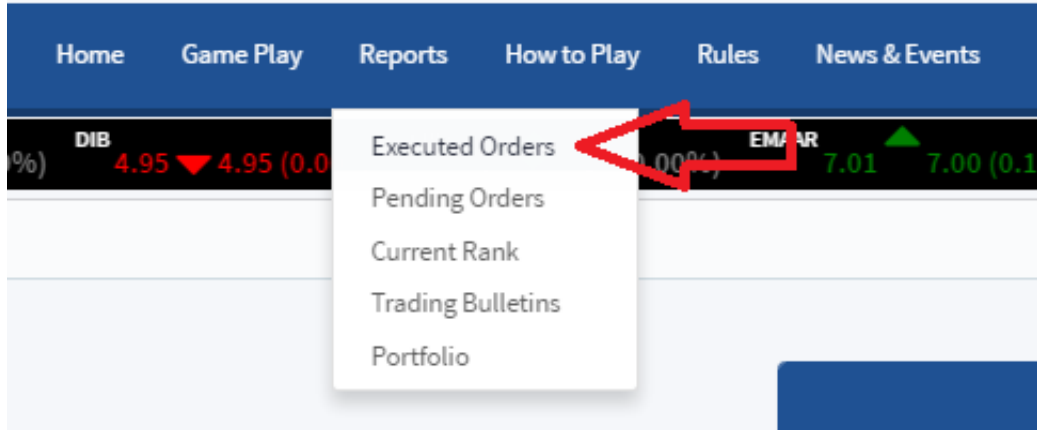 Home Game Play Reports How to Play Rules News & Events
DIB EMAAR
%) 4.95 4.95 (0.0 .00%) 7.01 7.00 (0.1
Executed Orders
Pending Orders
Current Rank
Trading Bulletins
Portfolio